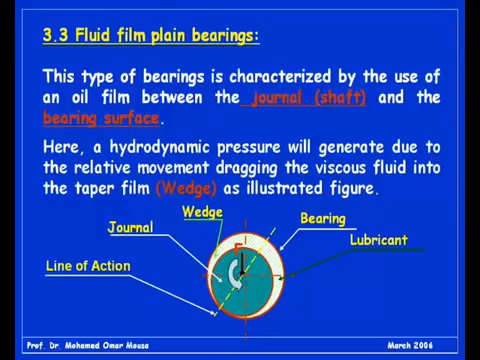 3.3 Fluid film plain bearings:
This type of bearings is characterized by the use of
an oil film between the journal (shaft) and the
bearing surface.
Here, a hydrodynamic pressure will generate due to
the relative movement dragging the viscous fluid into
the taper film (Wedge) as illustrated figure.
Wedge
Bearing
Journal
Lubricant
Line of Action
Prof. Dr. Mohamed Omar Mousa
March 2006